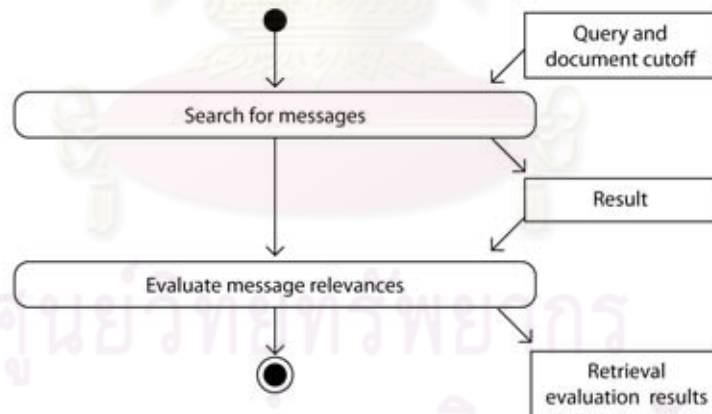 Query and
document cutoff
Search for messages
Result
Evaluate message relevances
ศูนย์วิทยทรัพยากร
Retrieval
evaluation results